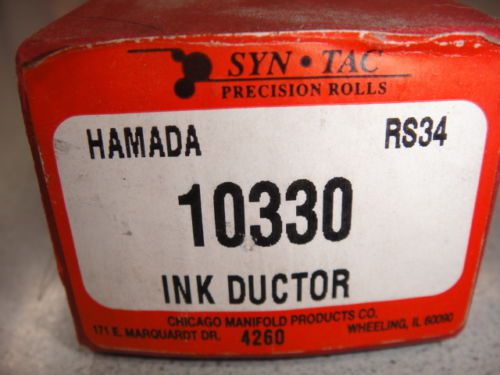 SYN • TAC
PRECISION ROLLS
HAMADA RS34
10330
INK DUCTOR
CHICAGO MANIFOLD PRODUCTS CO.
171 E. MARQUARDT DR. 4260 WHEELING, IL 60090